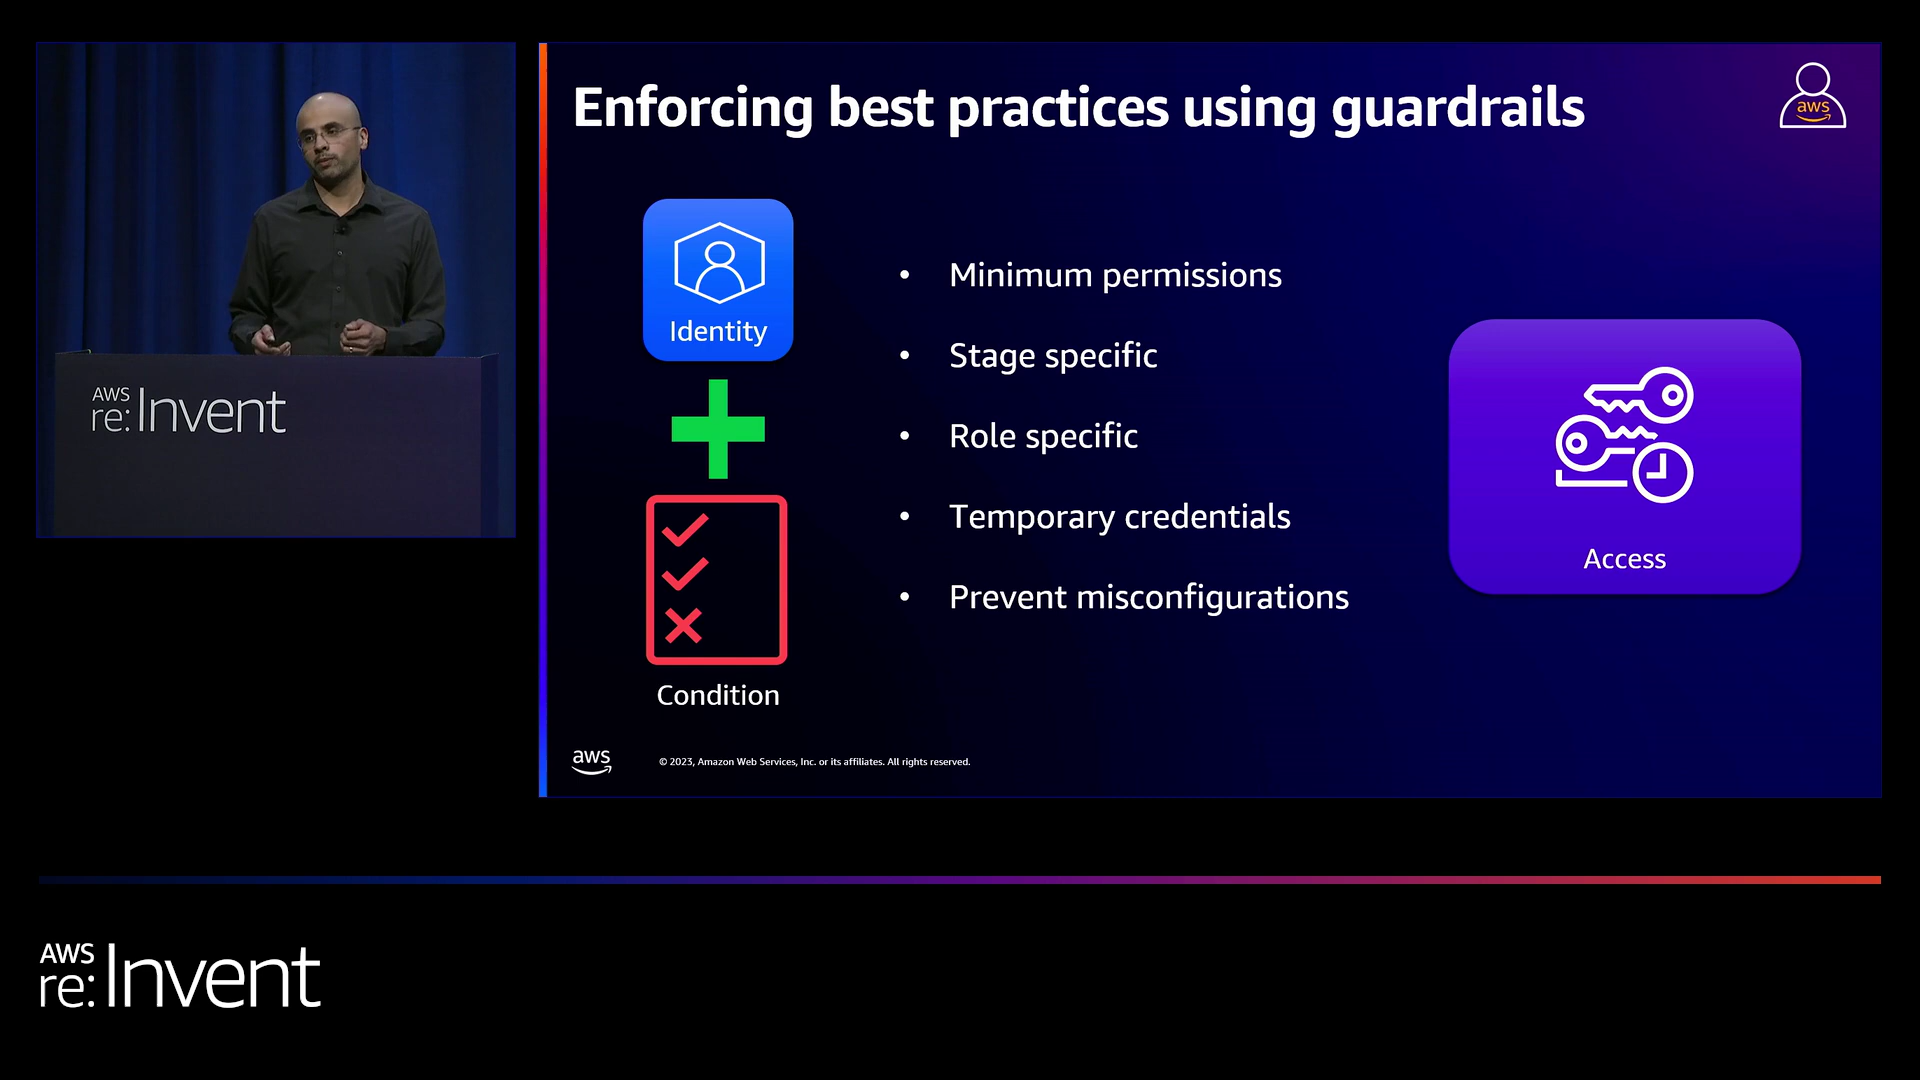 Enforcing best practices using guardrails
aws
Identity
Condition
• Minimum permissions
• Stage specific
• Role specific
• Temporary credentials
• Prevent misconfigurations
Access
aws
© 2023, Amazon Web Services, Inc. or its affiliates. All rights reserved.
AWS
re:Invent
AWS
re:Invent